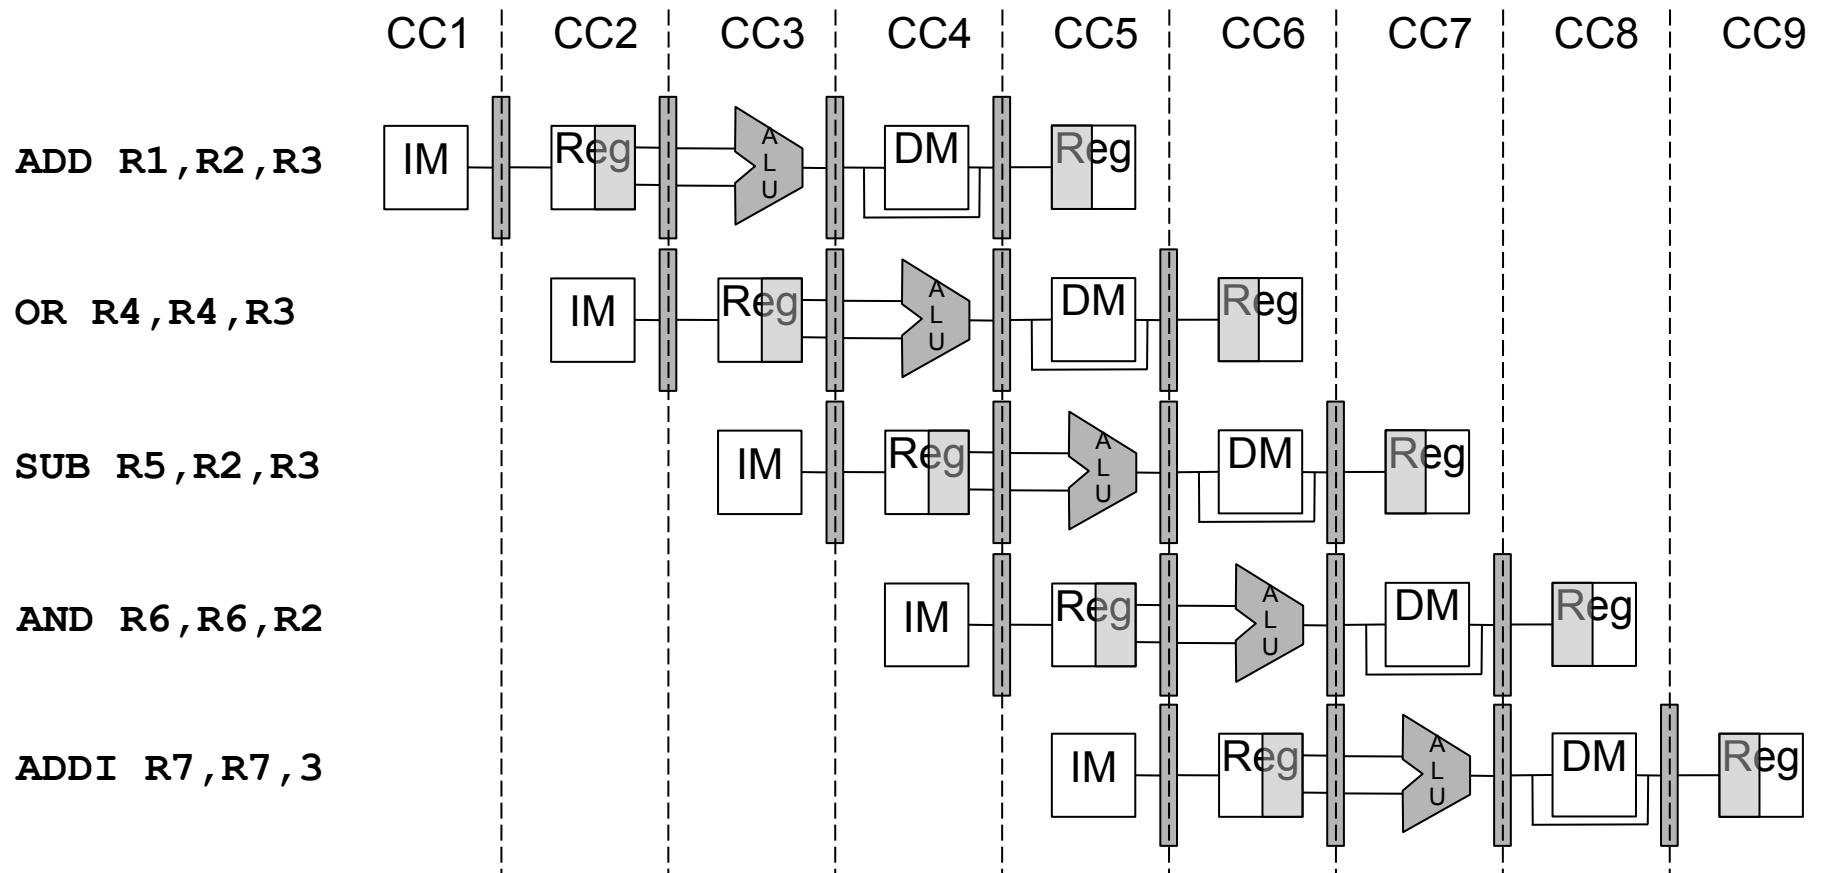 CC1 CC2 CC3 CC4 CC5 CC6 CC7 CC8 CC9
ADD R1,R2,R3 IM Reg ALU DM Reg
OR R4,R4,R3 IM Reg ALU DM Reg
SUB R5,R2,R3 IM Reg ALU DM Reg
AND R6,R6,R2 IM Reg ALU DM Reg
ADDI R7,R7,3 IM Reg ALU DM Reg